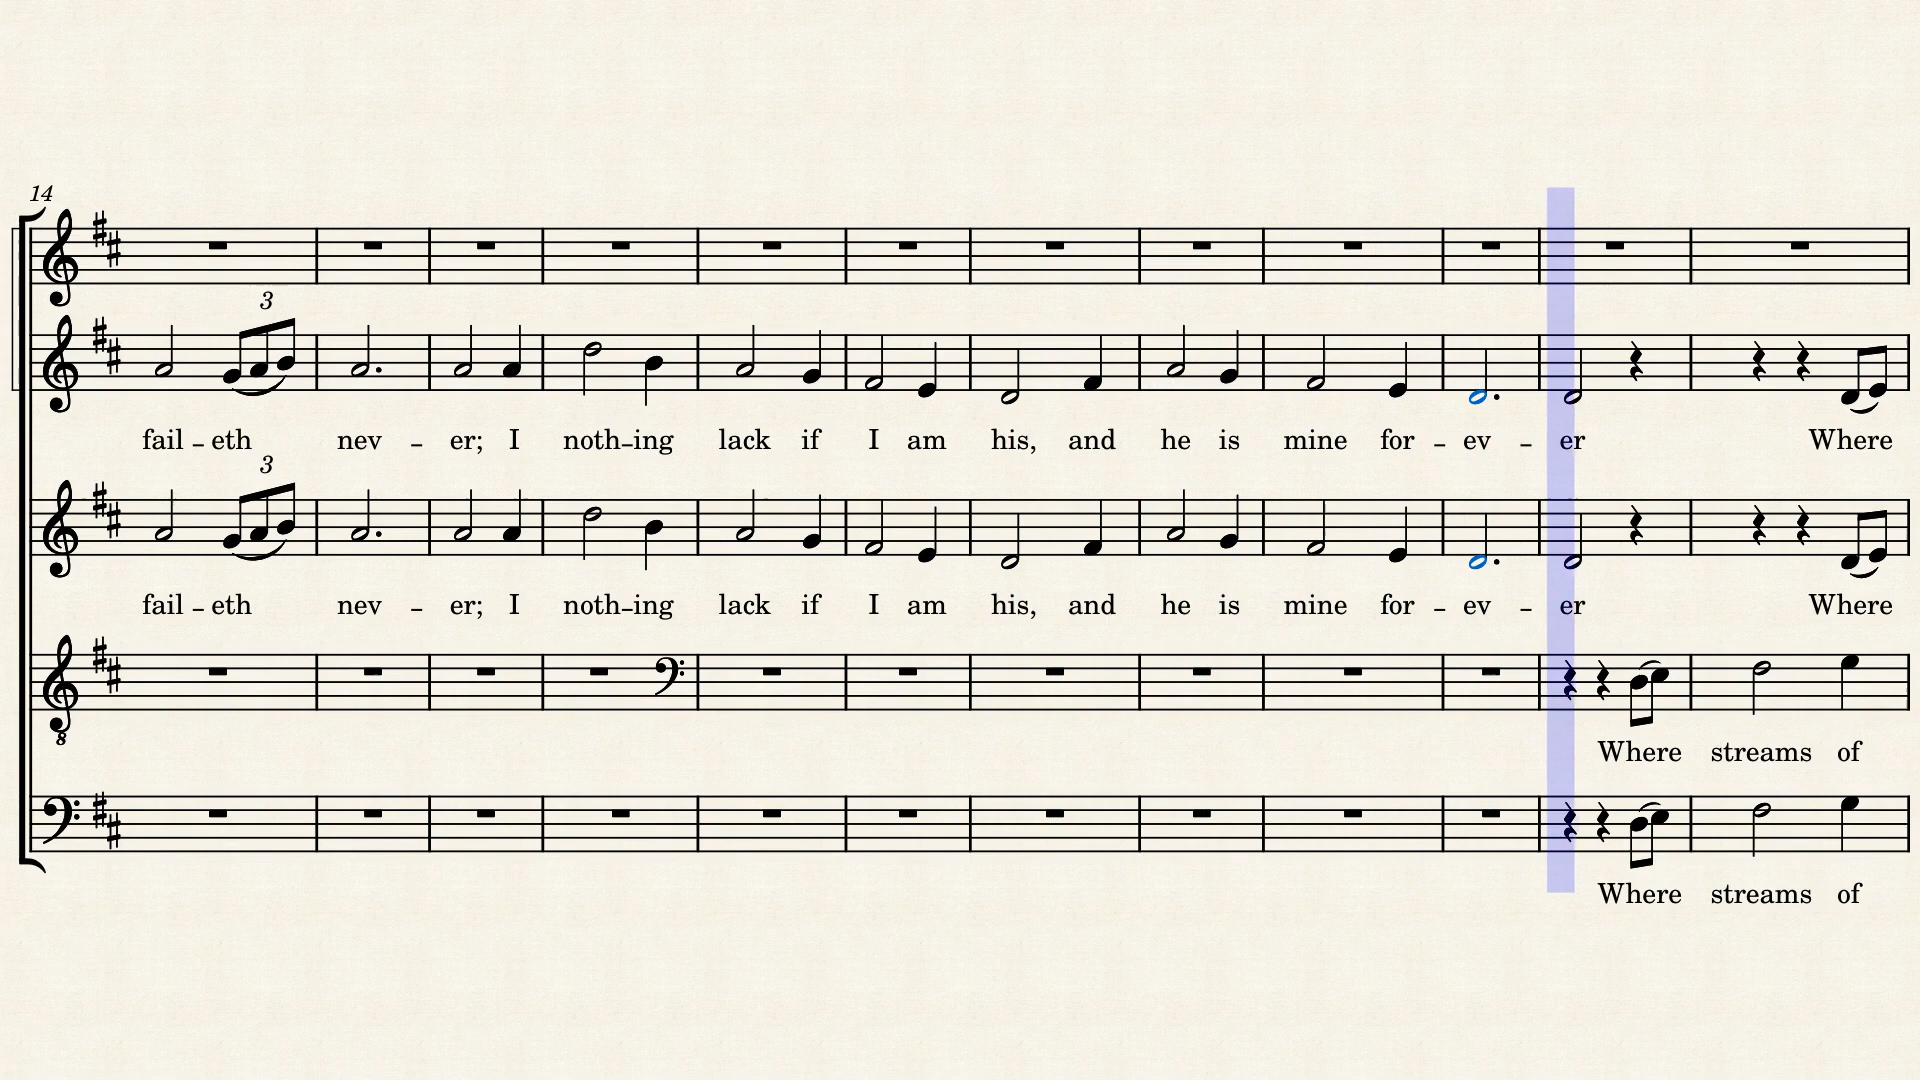 14
3
fail – eth nev – er; I noth–ing lack if I am his, and he is mine for – ev – er Where
3
fail – eth nev – er; I noth–ing lack if I am his, and he is mine for – ev – er Where
8
Where streams of
Where streams of